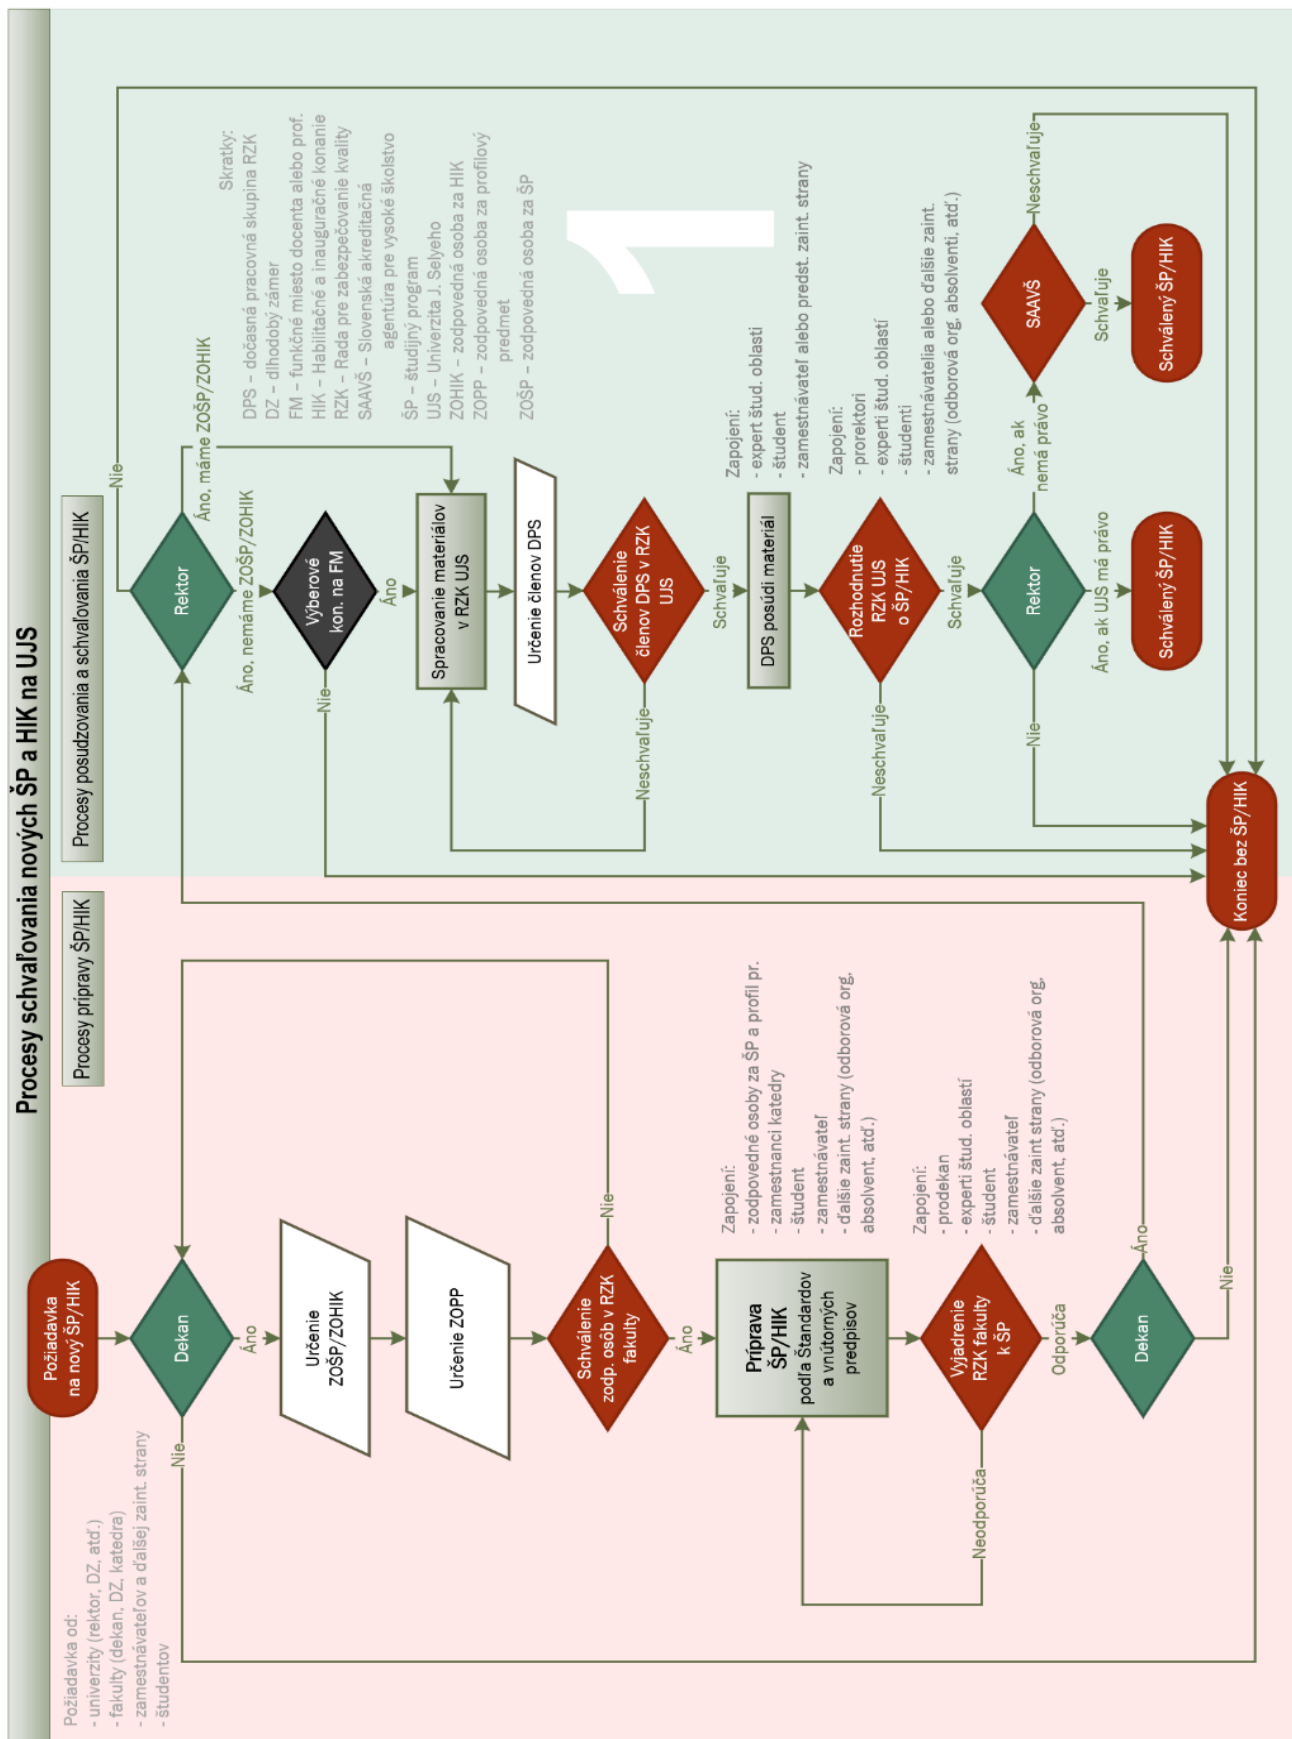 Procesy schvaľovania nových ŠP a HIK na UJS
Procesy prípravy ŠP/HIK
Požiadavka od:
- univerzity (rektor, DZ, atď.)
- fakulty (dekan, DZ, katedra)
- zamestnávateľov a ďalšej zaint. strany
- študentov
Požiadavka
na nový ŠP/HIK
Dekan
Nie
Áno
Určenie
ZOŠP/ZOHIK
Určenie ZOPP
Schválenie
zodp. osôb v RZK
fakulty
Nie
Áno
Príprava
ŠP/HIK
podľa Štandardov
a vnútorných
predpisov
Zapojení:
- zodpovedné osoby za ŠP a profil pr.
- zamestnanci katedry
- študent
- zamestnávateľ
- ďalšie zaint. strany (odborová org,
absolvent, atď.)
Vyjadrenie
RZK fakulty
k ŠP
Neodporúča
Odporúča
Zapojení:
- prodekan
- experti štud. oblastí
- študent
- zamestnávateľ
- ďalšie zaint strany (odborová org,
absolvent, atď.)
Dekan
Áno
Nie
Procesy posudzovania a schvaľovania ŠP/HIK
Rektor
Nie
Áno, máme ZOŠP/ZOHIK
Áno, nemáme ZOŠP/ZOHIK
Výberové
kon. na FM
Nie
Áno
Spracovanie materiálov
v RZK UJS
Určenie členov DPS
Schválenie
členov DPS v RZK
UJS
Neschvaľuje
Schvaľuje
DPS posúdi materiál
Zapojení:
- expert štud. oblasti
- študent
- zamestnávateľ alebo predst. zaint. strany
Rozhodnutie
RZK UJS
o ŠP/HIK
Neschvaľuje
Schvaľuje
Zapojení:
- prorektori
- experti štud. oblastí
- študenti
- zamestnávatelia alebo ďalšie zaint.
strany (odborová org, absolventi, atď.)
Rektor
Nie
Áno, ak UJS má právo
Áno, ak
nemá právo
SAAVŠ
Neschvaľuje
Schvaľuje
Schválený ŠP/HIK
Schválený ŠP/HIK
Koniec bez ŠP/HIK
Skratky:
DPS – dočasná pracovná skupina RZK
DZ – dlhodobý zámer
FM – funkčné miesto docenta alebo prof.
HIK – Habilitačné a inauguračné konanie
RZK – Rada pre zabezpečovanie kvality
SAAVŠ – Slovenská akreditačná
agentúra pre vysoké školstvo
ŠP – študijný program
UJS – Univerzita J. Selyeho
ZOHIK – zodpovedná osoba za HIK
ZOPP – zodpovedná osoba za profilový
predmet
ZOŠP – zodpovedná osoba za ŠP
1